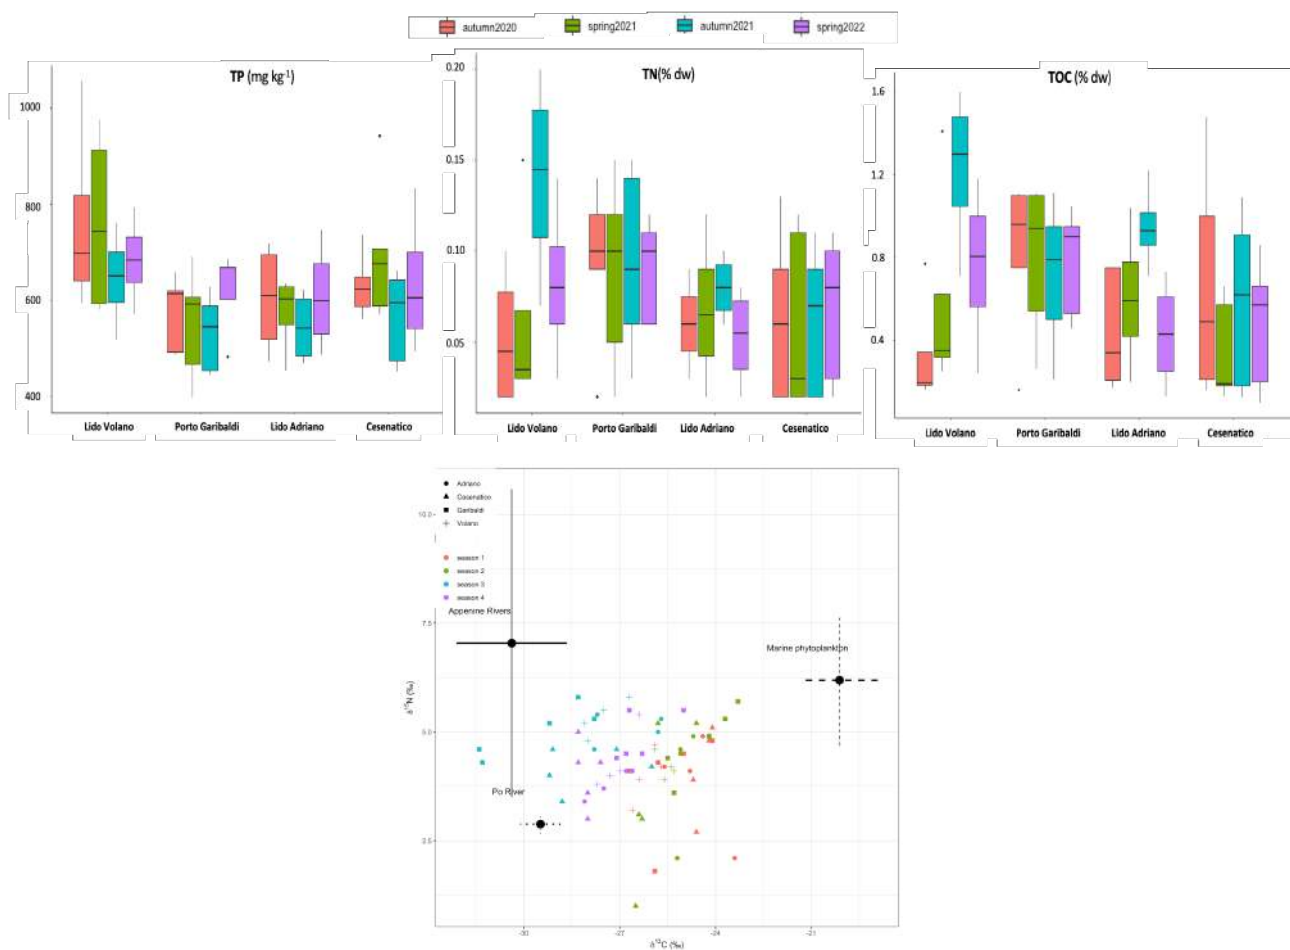 autumn2020 spring2021 autumn2021 spring2022
TP (mg kg-1)
1000
800
600
400
Lido Volano Porto Garibaldi Lido Adriano Cesenatico
TN(% dw)
0.20
0.15
0.10
0.05
Lido Volano Porto Garibaldi Lido Adriano Cesenatico
TOC (% dw)
1.6
1.2
0.8
0.4
Lido Volano Porto Garibaldi Lido Adriano Cesenatico
Adriano
Cesenatico
Garibaldi
Volano
season 1
season 2
season 3
season 4
Appenine Rivers
Marine phytoplankton
Po River
10.0
7.5
5.0
2.5
δ15N (‰)
-30 -27 -24 -21